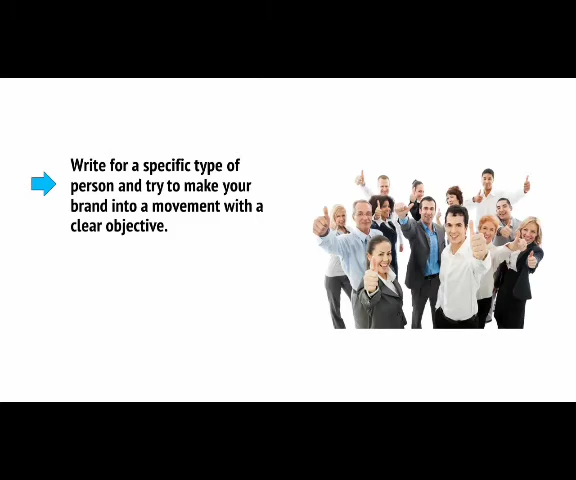 Write for a specific type of
person and try to make your
brand into a movement with a
clear objective.